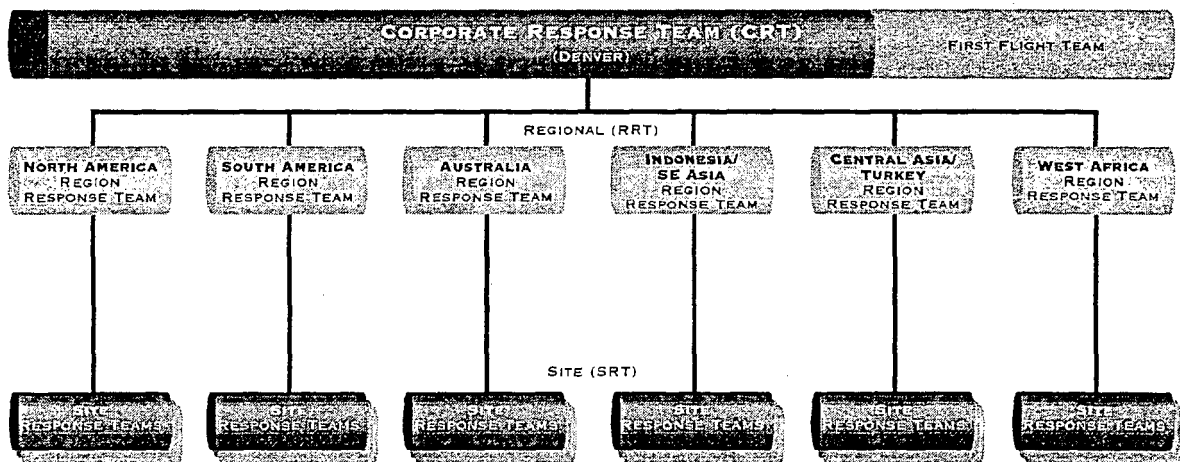 CORPORATE RESPONSE TEAM (CRT)
(DENVER)
FIRST FLIGHT TEAM
REGIONAL (RRT)
NORTH AMERICA
REGION
RESPONSE TEAM
SOUTH AMERICA
REGION
RESPONSE TEAM
AUSTRALIA
REGION
RESPONSE TEAM
INDONESIA/
SE ASIA
REGION
RESPONSE TEAM
CENTRAL ASIA/
TURKEY
REGION
RESPONSE TEAM
WEST AFRICA
REGION
RESPONSE TEAM
SITE (SRT)
SITE
RESPONSE TEAMS
SITE
RESPONSE TEAMS
SITE
RESPONSE TEAMS
SITE
RESPONSE TEAMS
SITE
RESPONSE TEAMS
SITE
RESPONSE TEAMS